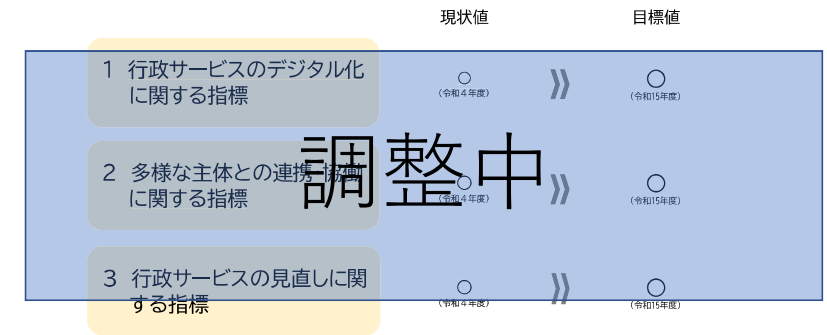 現状値 目標値
1 行政サービスのデジタル化
に関する指標
○ ○
(令和4年度) (令和15年度)
調整中
2 多様な主体との連携・協働
に関する指標
○ ○
(令和4年度) (令和15年度)
3 行政サービスの見直しに関
する指標
○ ○
(令和4年度) (令和15年度)